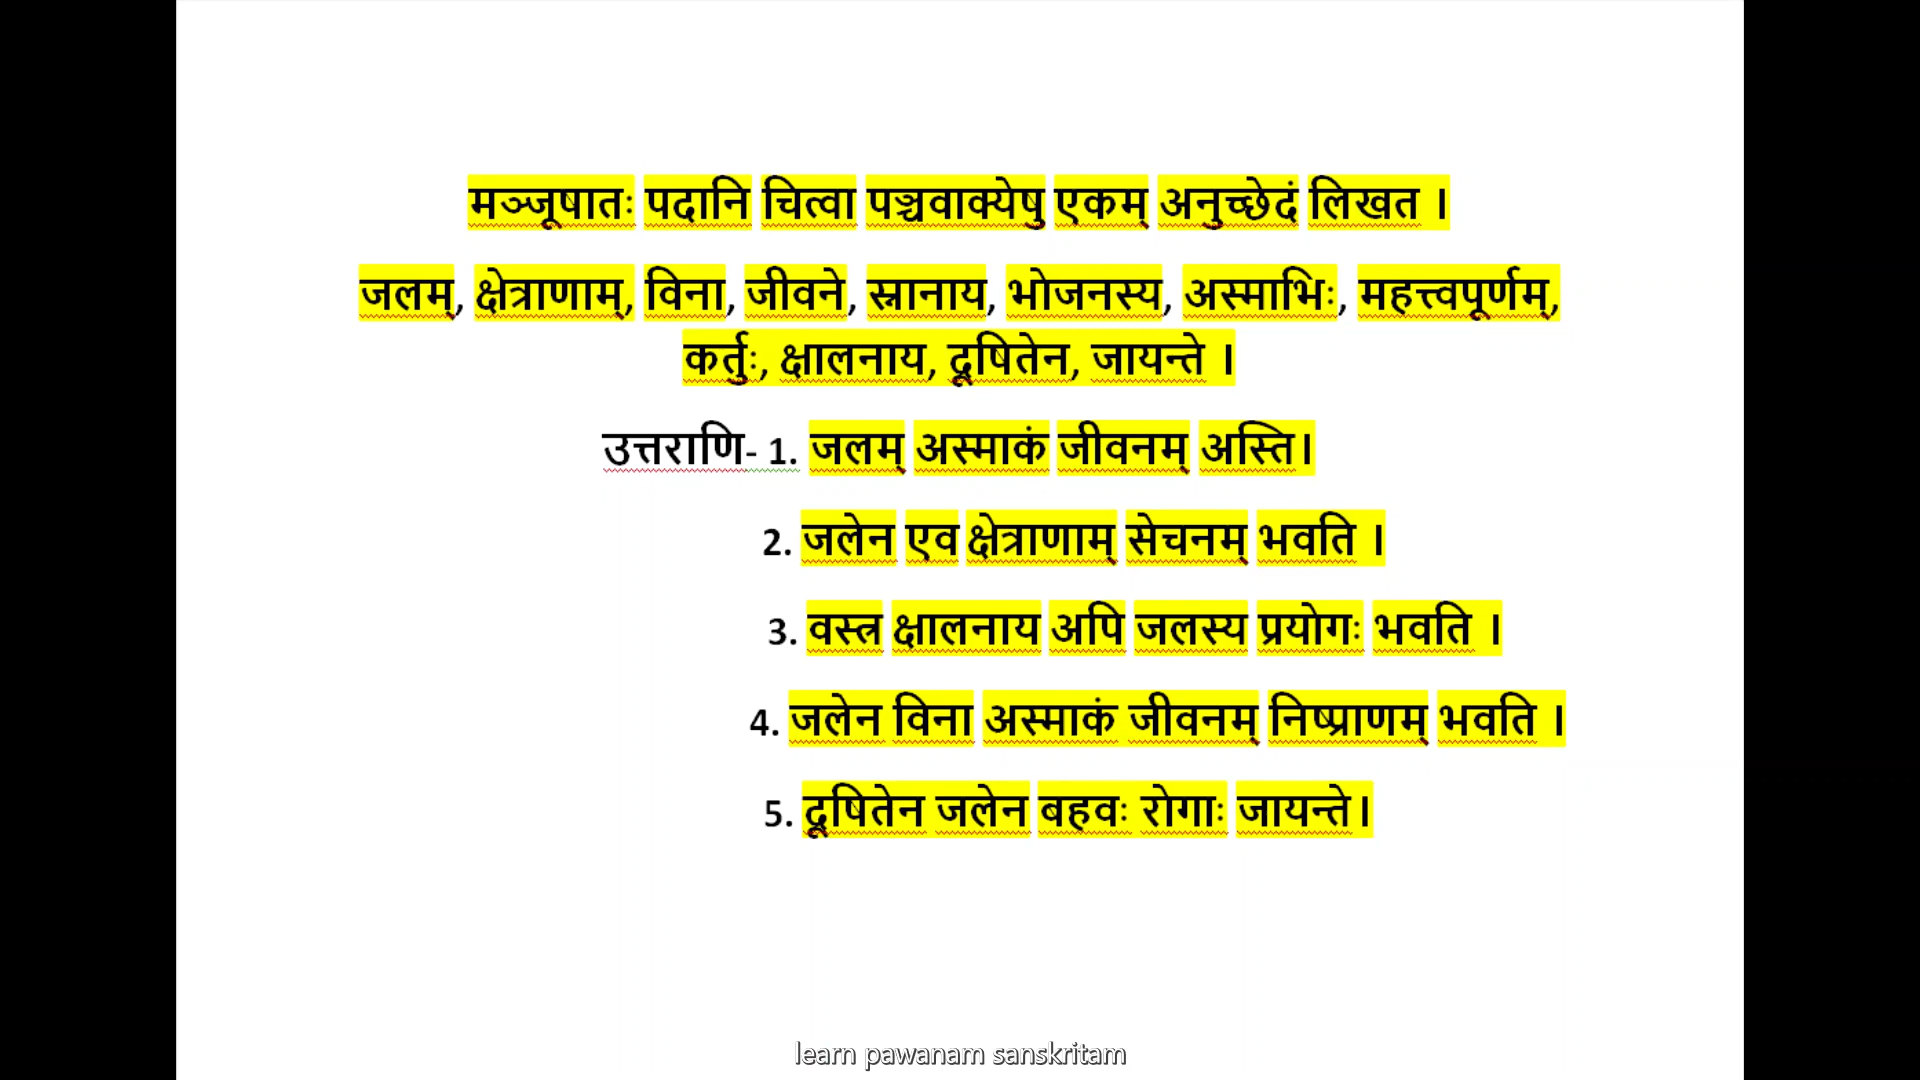 मञ्जूषातः पदानि चित्वा पञ्चवाक्येषु एकम् अनुच्छेदं लिखत ।
जलम्, क्षेत्राणाम्, विना, जीवने, स्नानाय, भोजनस्य, अस्माभिः, महत्त्वपूर्णम्,
कर्तुः, क्षालनाय, दूषितेन, जायन्ते ।
उत्तराणि- 1. जलम् अस्माकं जीवनम् अस्ति।
2. जलेन एव क्षेत्राणाम् सेचनम् भवति ।
3. वस्त्र क्षालनाय अपि जलस्य प्रयोगः भवति ।
4. जलेन विना अस्माकं जीवनम् निष्प्राणम् भवति ।
5. दूषितेन जलेन बहवः रोगाः जायन्ते।
learn pawanam sanskritam